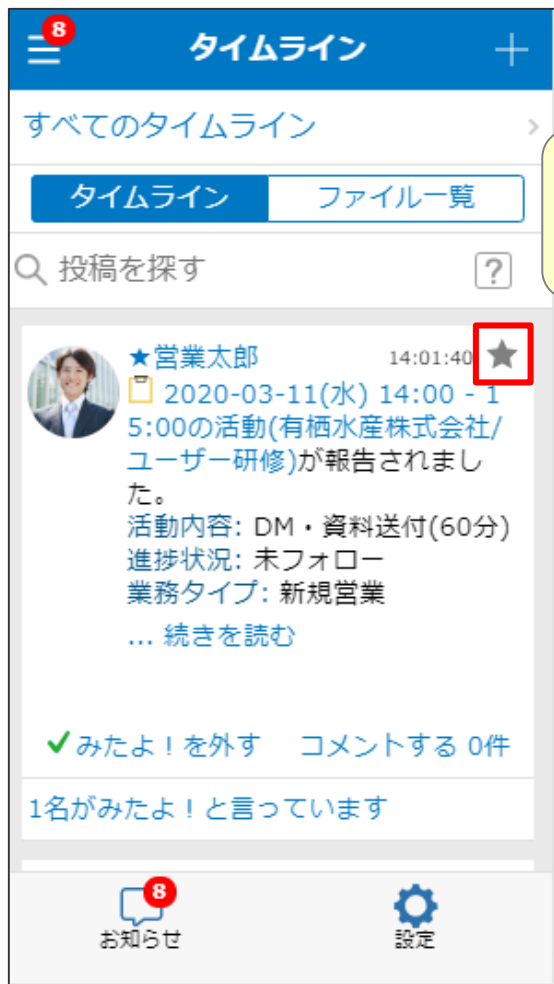 8
タイムライン
すべてのタイムライン
タイムライン ファイル一覧
投稿を探す ?
★営業太郎 14:01:40
2020-03-11(水) 14:00 - 1
5:00の活動(有栖水産株式会社/
ユーザー研修)が報告されまし
た。
活動内容: DM・資料送付(60分)
進捗状況: 未フォロー
業務タイプ: 新規営業
... 続きを読む
みたよ！を外す コメントする 0件
1名がみたよ！と言っています
8
お知らせ 設定